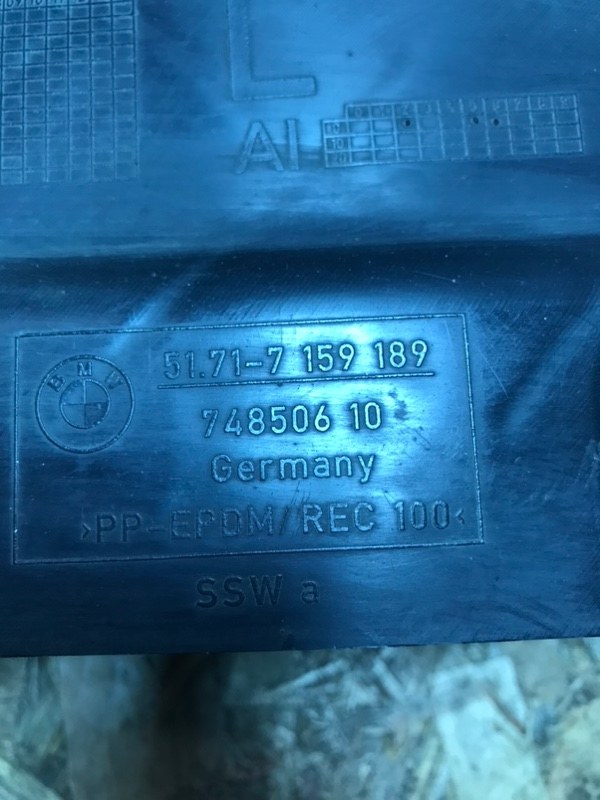 L
AI
BMW
51.71-7 159 189
748506 10
Germany
>PP-EPDM/REC 100<
SSW a